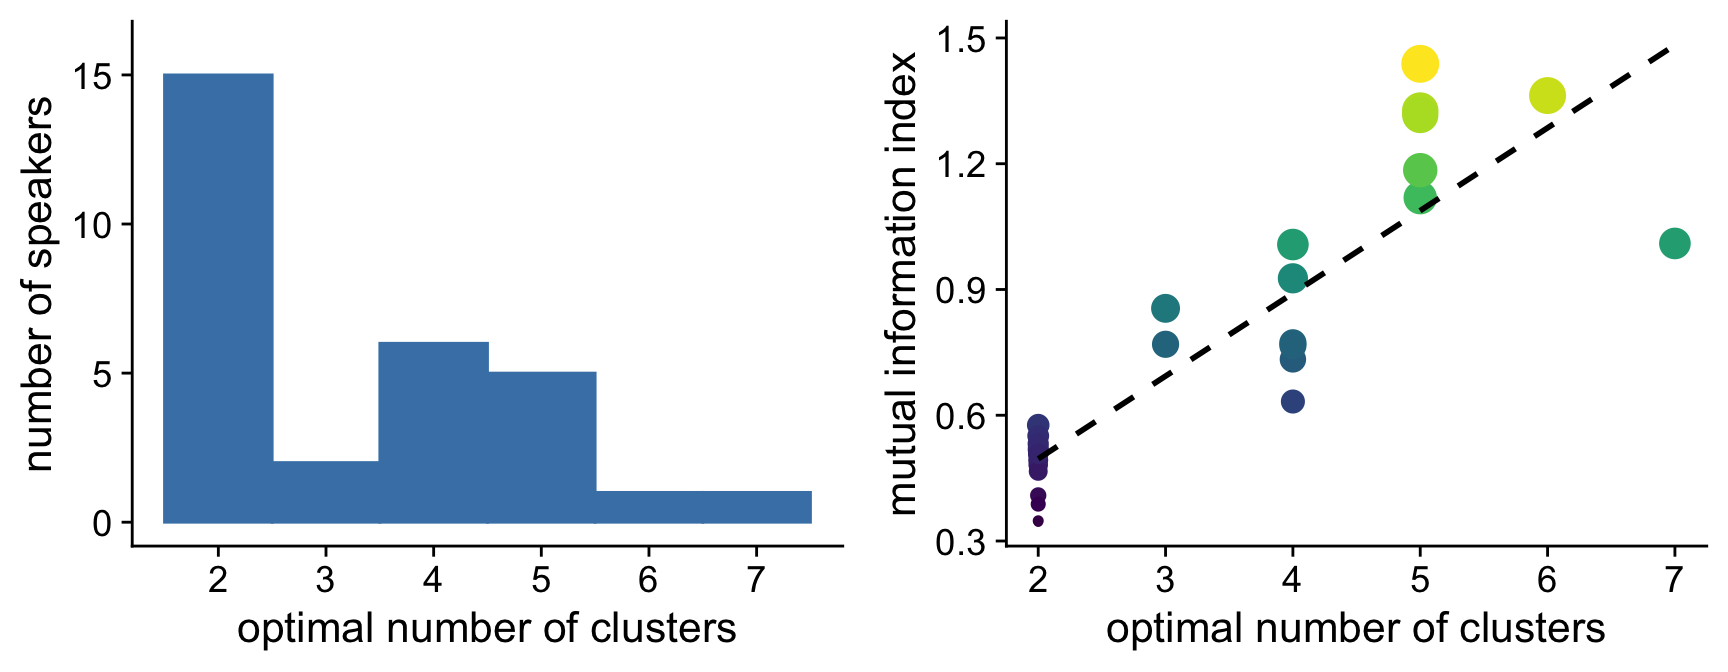 number of speakers
15
10
5
0
2 3 4 5 6 7
optimal number of clusters
mutual information index
1.5
1.2
0.9
0.6
0.3
2 3 4 5 6 7
optimal number of clusters